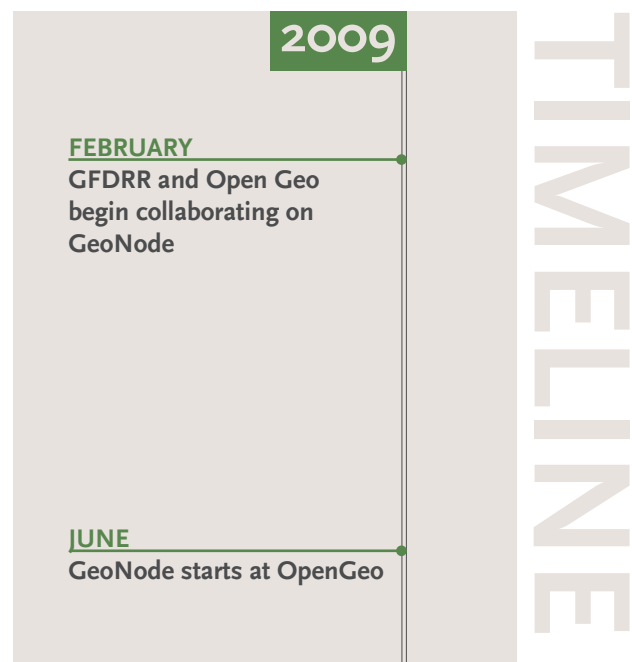 2009
FEBRUARY
GFDRR and Open Geo
begin collaborating on
GeoNode
JUNE
GeoNode starts at OpenGeo
TIMELINE